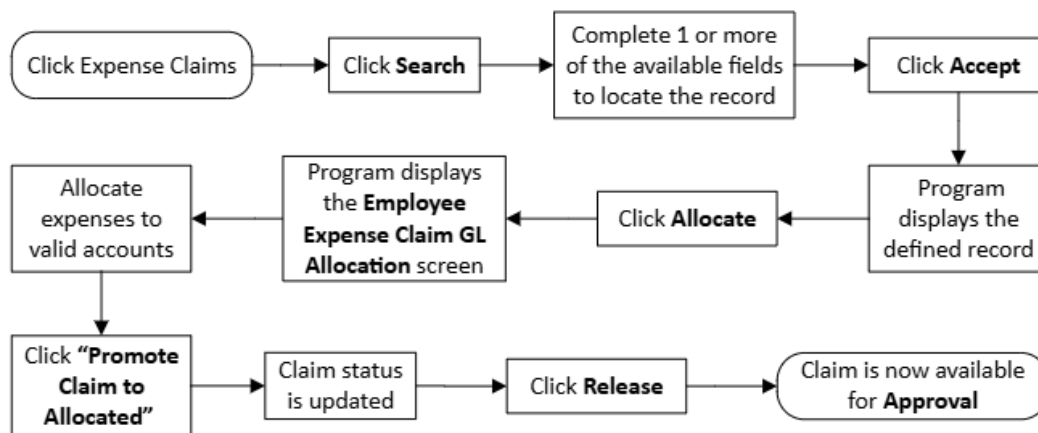 Click Expense Claims
Click Search
Complete 1 or more
of the available fields
to locate the record
Click Accept
Program
displays the
defined record
Click Allocate
Program displays
the Employee
Expense Claim GL
Allocation screen
Allocate
expenses to
valid accounts
Click “Promote
Claim to
Allocated”
Claim status
is updated
Click Release
Claim is now available
for Approval